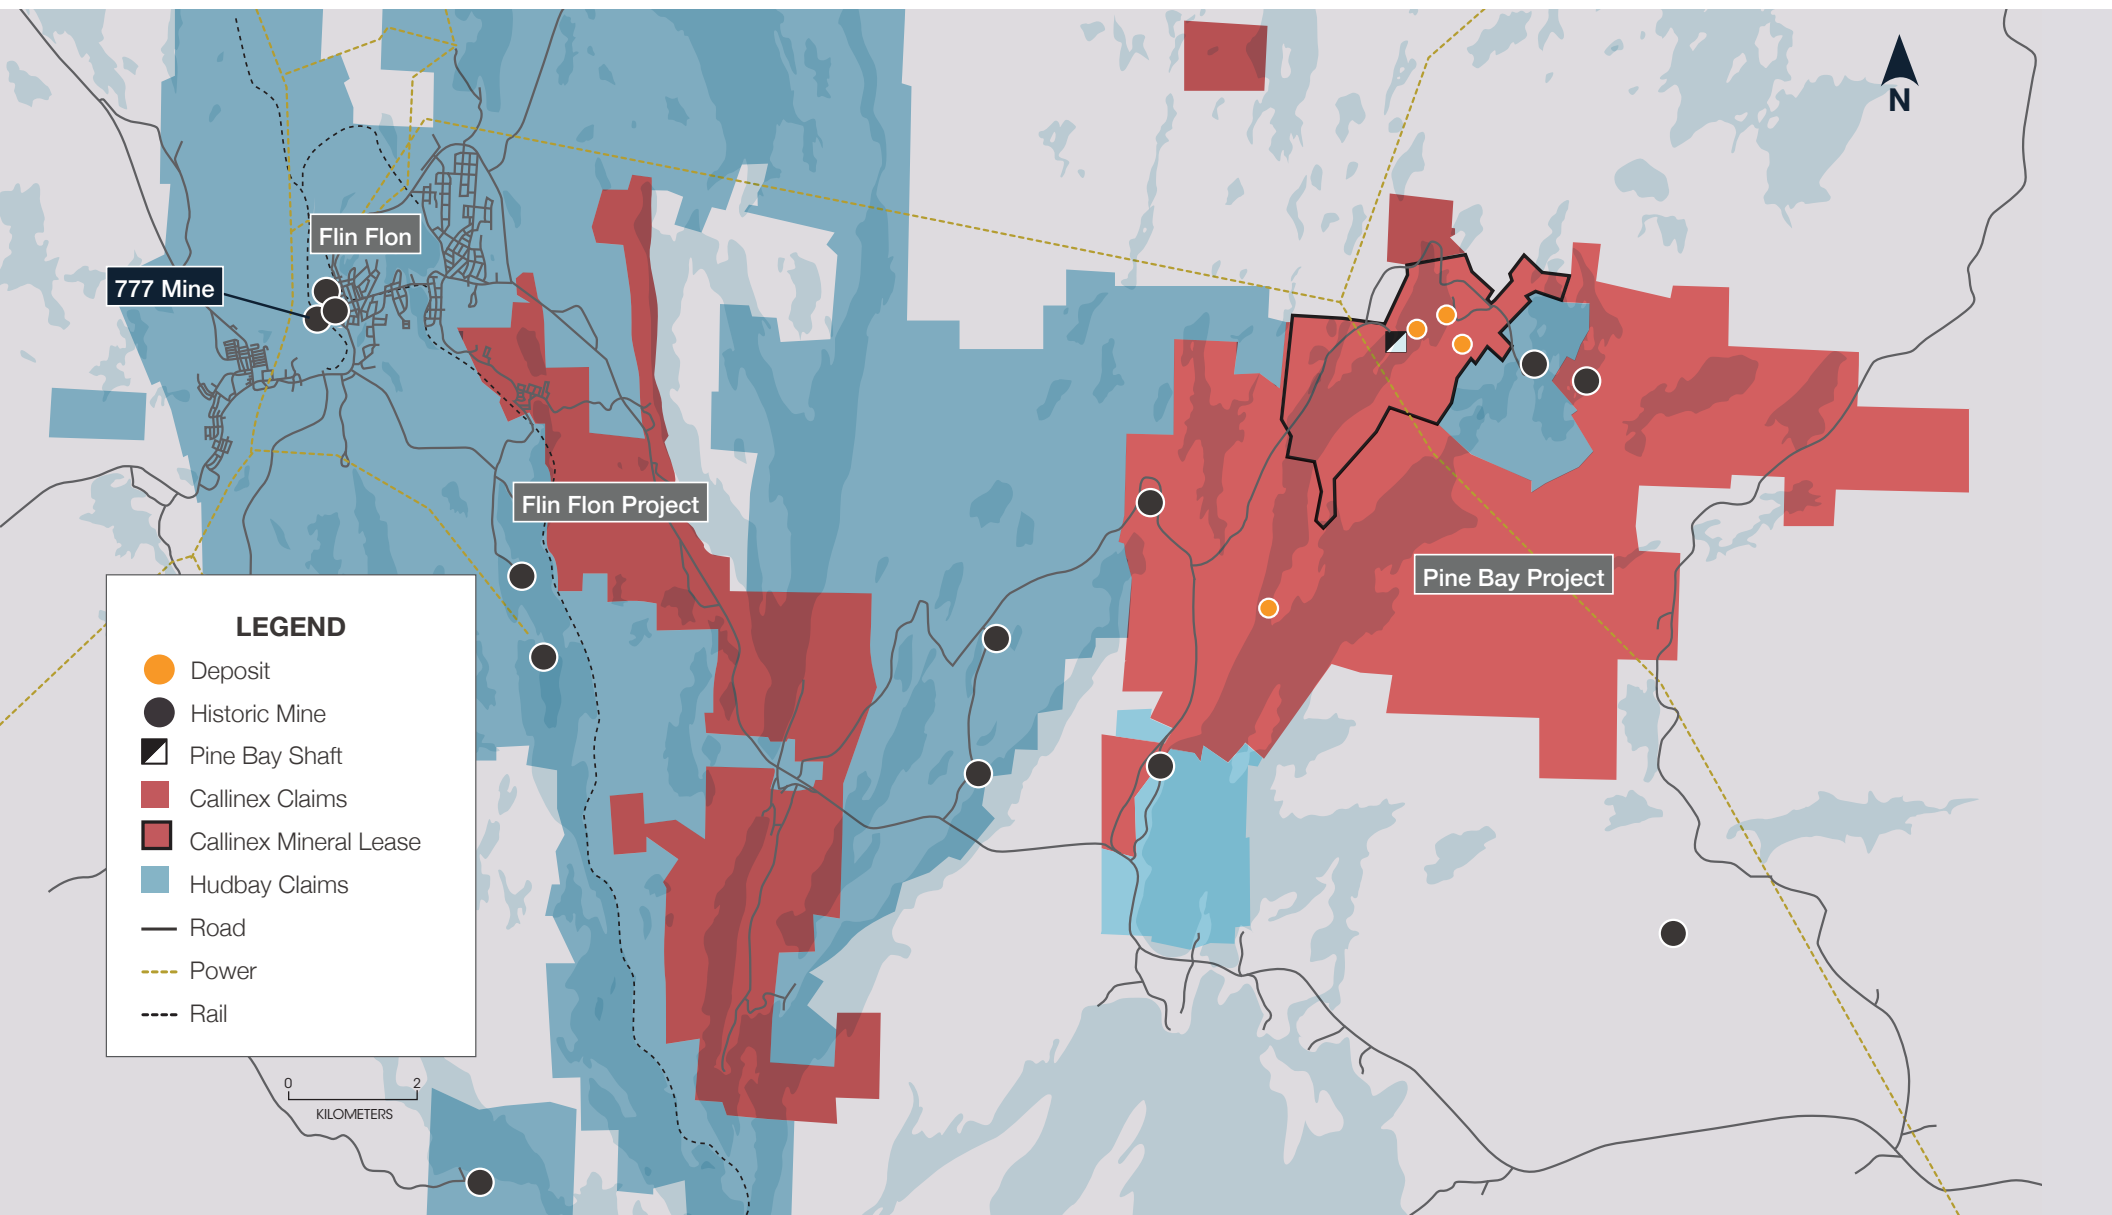 N
Flin Flon
777 Mine
Flin Flon Project
Pine Bay Project
LEGEND
Deposit
Historic Mine
Pine Bay Shaft
Callinex Claims
Callinex Mineral Lease
Hudbay Claims
Road
Power
Rail
0 2
KILOMETERS